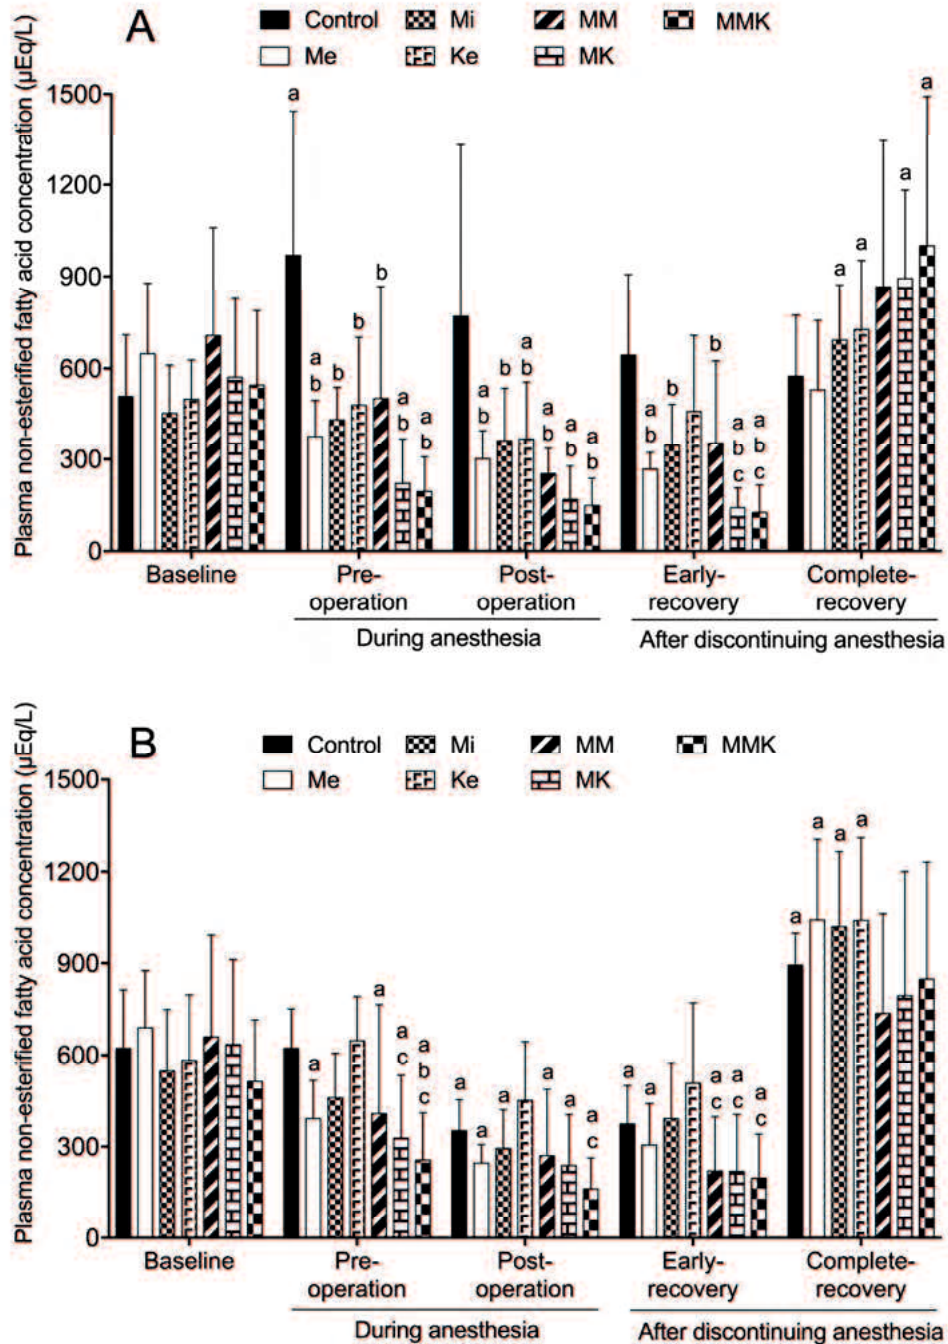 A
Control Mi MM MMK
Me Ke MK
Plasma non-esterified fatty acid concentration (µEq/L)
1500
1200
900
600
300
0
a
a
b
b
b
b
a
b
a
b
a
b
b
a
b
a
b
a
b
a
b
a
b
b
b
a
b
c
a
b
c
a
a
a
a
Baseline Pre- Post- Early- Complete-
operation operation recovery recovery
During anesthesia After discontinuing anesthesia
B
Control Mi MM MMK
Me Ke MK
Plasma non-esterified fatty acid concentration (µEq/L)
1500
1200
900
600
300
0
a
a
a
c
a
b
c
a
a
a
a
a
a
c
a
a
a
c
a
c
a
c
a
a
a
a
Baseline Pre- Post- Early- Complete-
operation operation recovery recovery
During anesthesia After discontinuing anesthesia